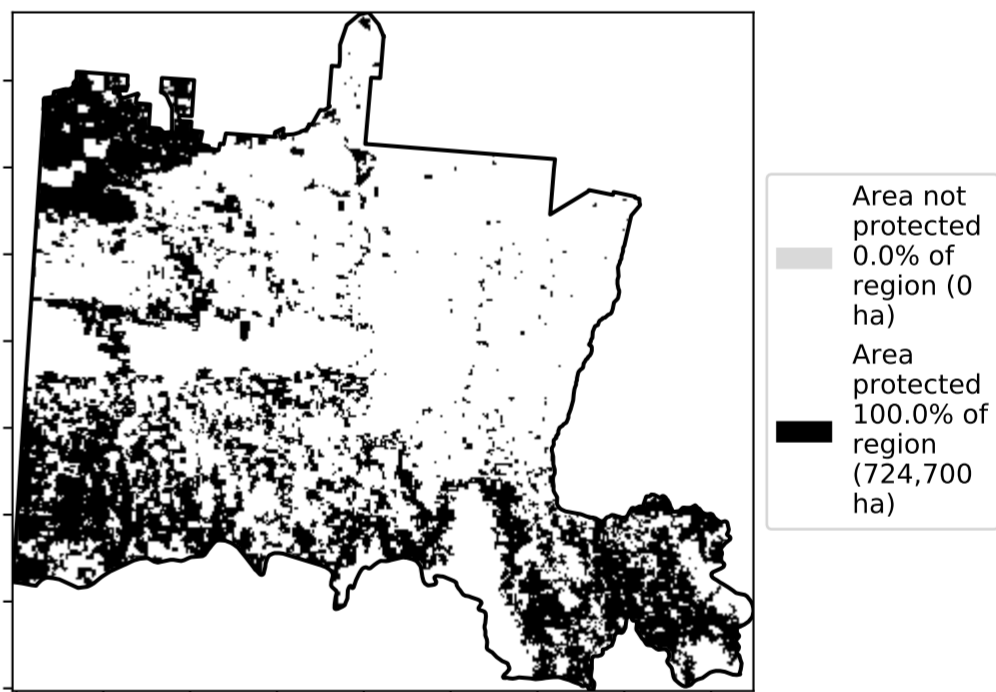 Area not
protected
0.0% of
region (0
ha)
Area
protected
100.0% of
region
(724,700
ha)